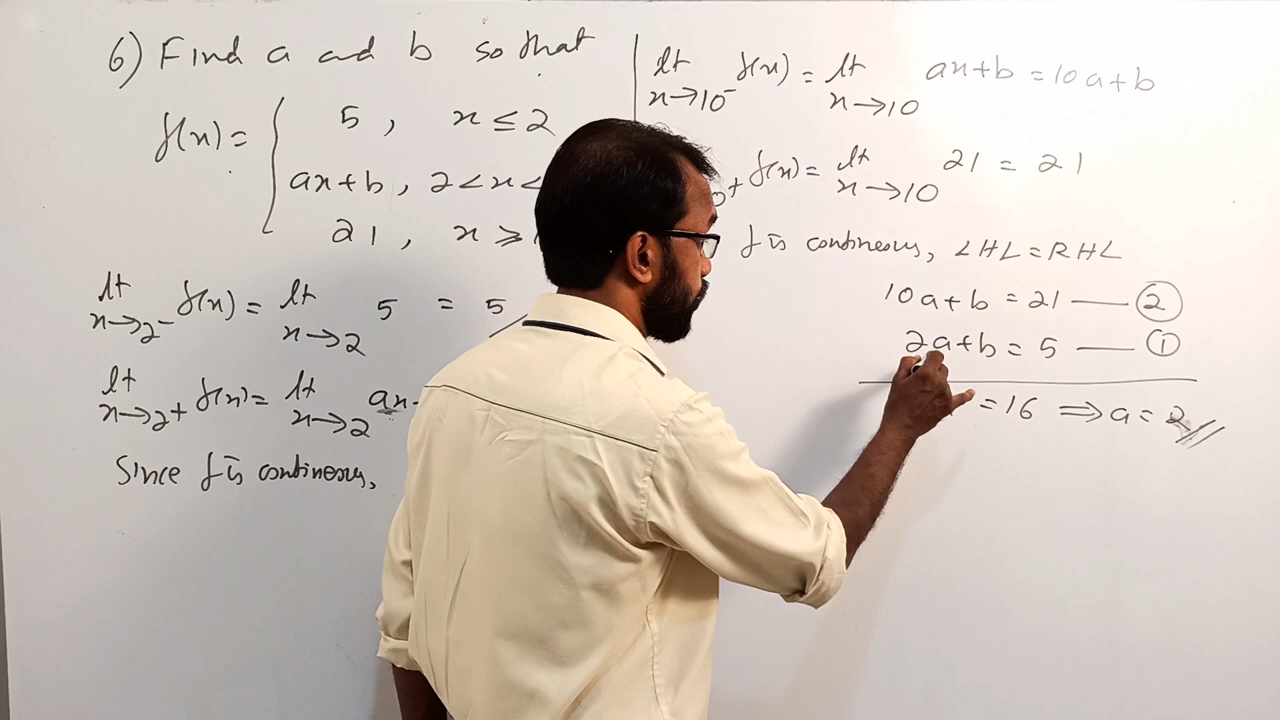 6) Find a and b so that
f(x) =
5 , x ≤ 2
ax+b , 2<x<
21 , x ≥
lt x→2⁻ f(x) = lt x→2 5 = 5
lt x→2+ f(x) = lt x→2 ax
Since f is contineous,
lt x→10⁻ f(x) = lt x→10 ax+b = 10a+b
+ f(x) = lt x→10 21 = 21
f is contineous, LHL = RHL
10a+b = 21 — ②
2a+b = 5 — ①
= 16 ⇒ a = 2//